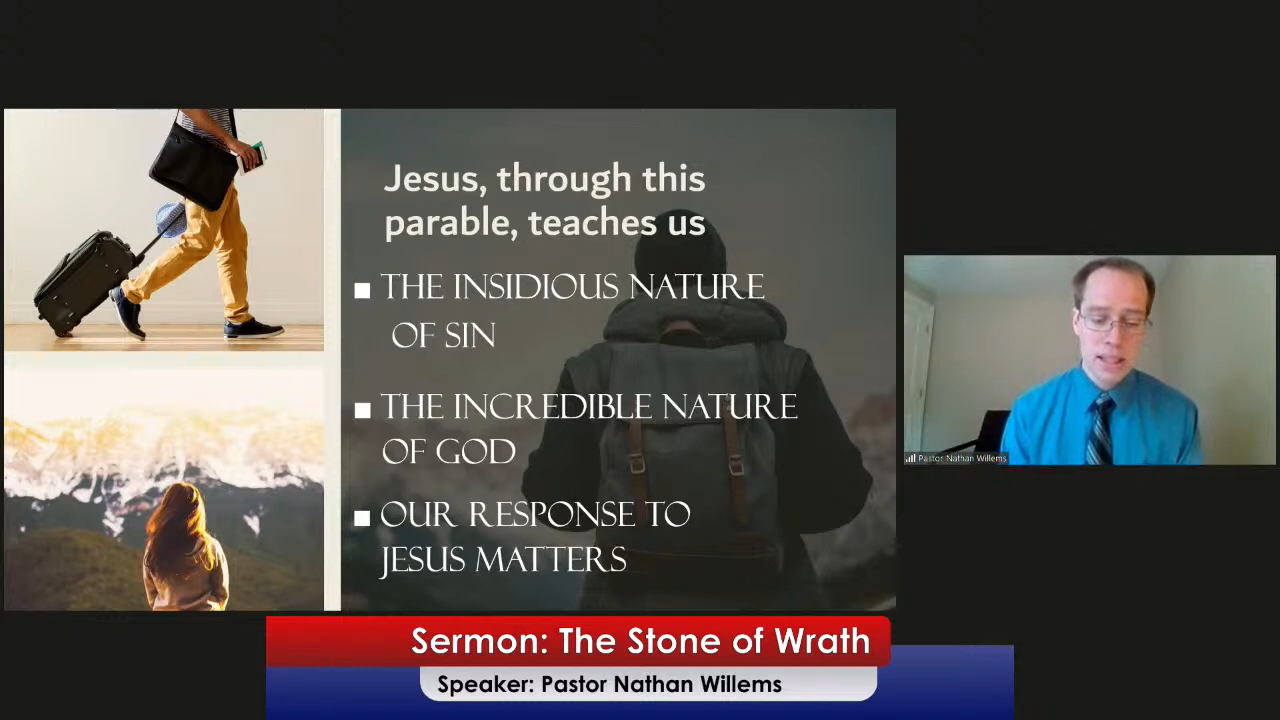 Jesus, through this
parable, teaches us
■ THE INSIDIOUS NATURE
OF SIN
■ THE INCREDIBLE NATURE
OF GOD
■ OUR RESPONSE TO
JESUS MATTERS
Pastor Nathan Willems
Sermon: The Stone of Wrath
Speaker: Pastor Nathan Willems